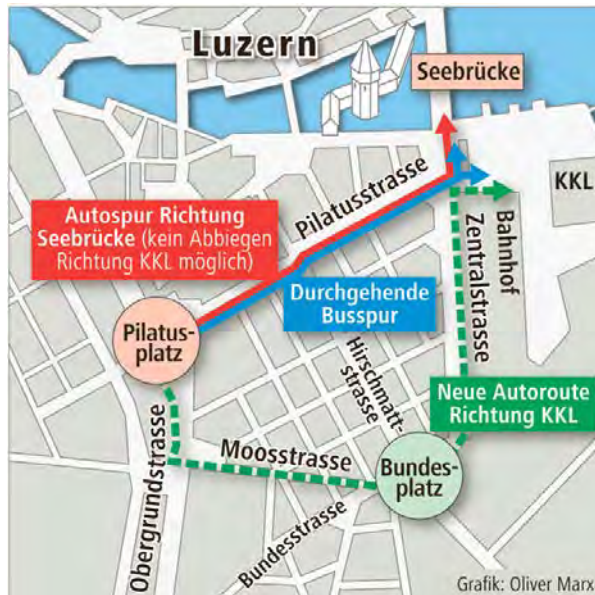 Luzern
Seebrücke
KKL
Pilatusstrasse
Autospur Richtung
Seebrücke (kein Abbiegen
Richtung KKL möglich)
Bahnhof
Zentralstrasse
Durchgehende
Busspur
Pilatus-
platz
Hirschmatt-
strasse
Neue Autoroute
Richtung KKL
Moosstrasse
Bundes-
platz
Obergrundstrasse
Bundesstrasse
Grafik: Oliver Marx